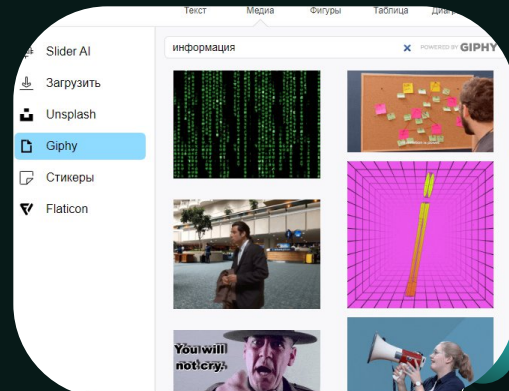 Текст
Медиа
Фигуры
Таблица
Slider AI
Загрузить
Unsplash
Giphy
Стикеры
Flaticon
информация
POWERED BY GIPHY
You will
not cry.